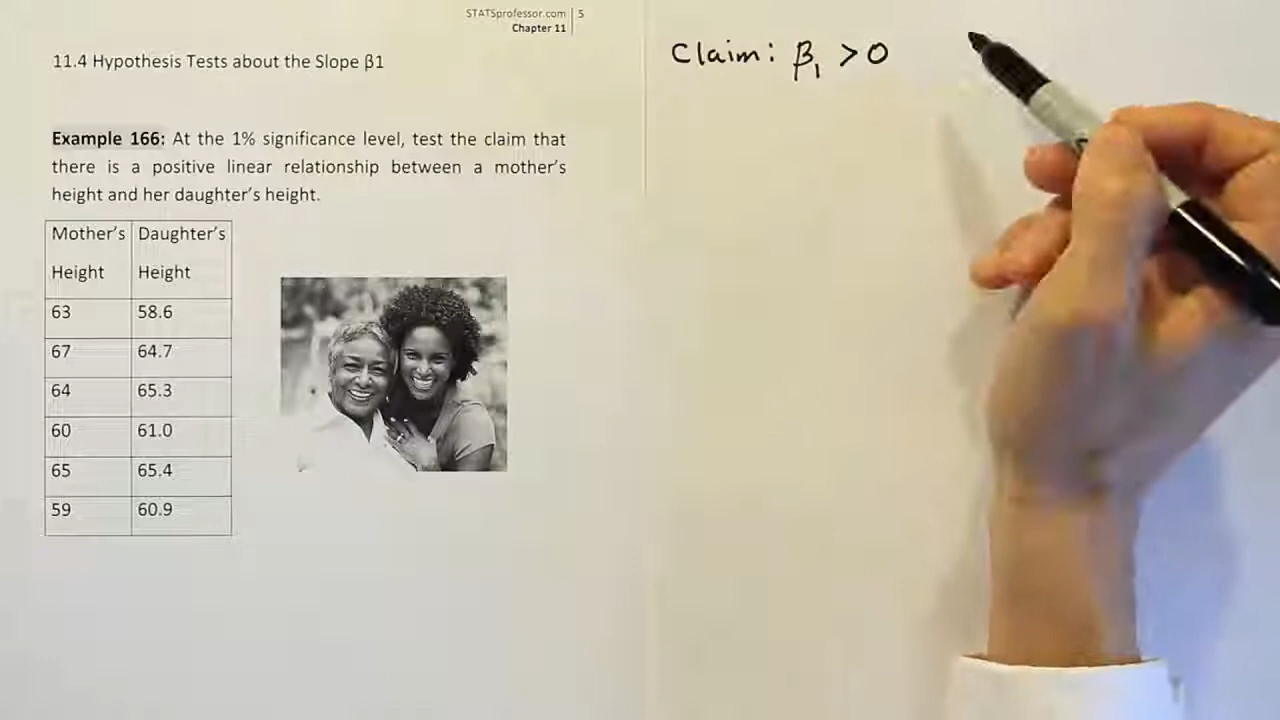 STATSprofessor.com | 5
Chapter 11
11.4 Hypothesis Tests about the Slope β1
Claim: β₁ > 0
Example 166: At the 1% significance level, test the claim that
there is a positive linear relationship between a mother's
height and her daughter's height.
Mother's Height Daughter's Height
63 58.6
67 64.7
64 65.3
60 61.0
65 65.4
59 60.9